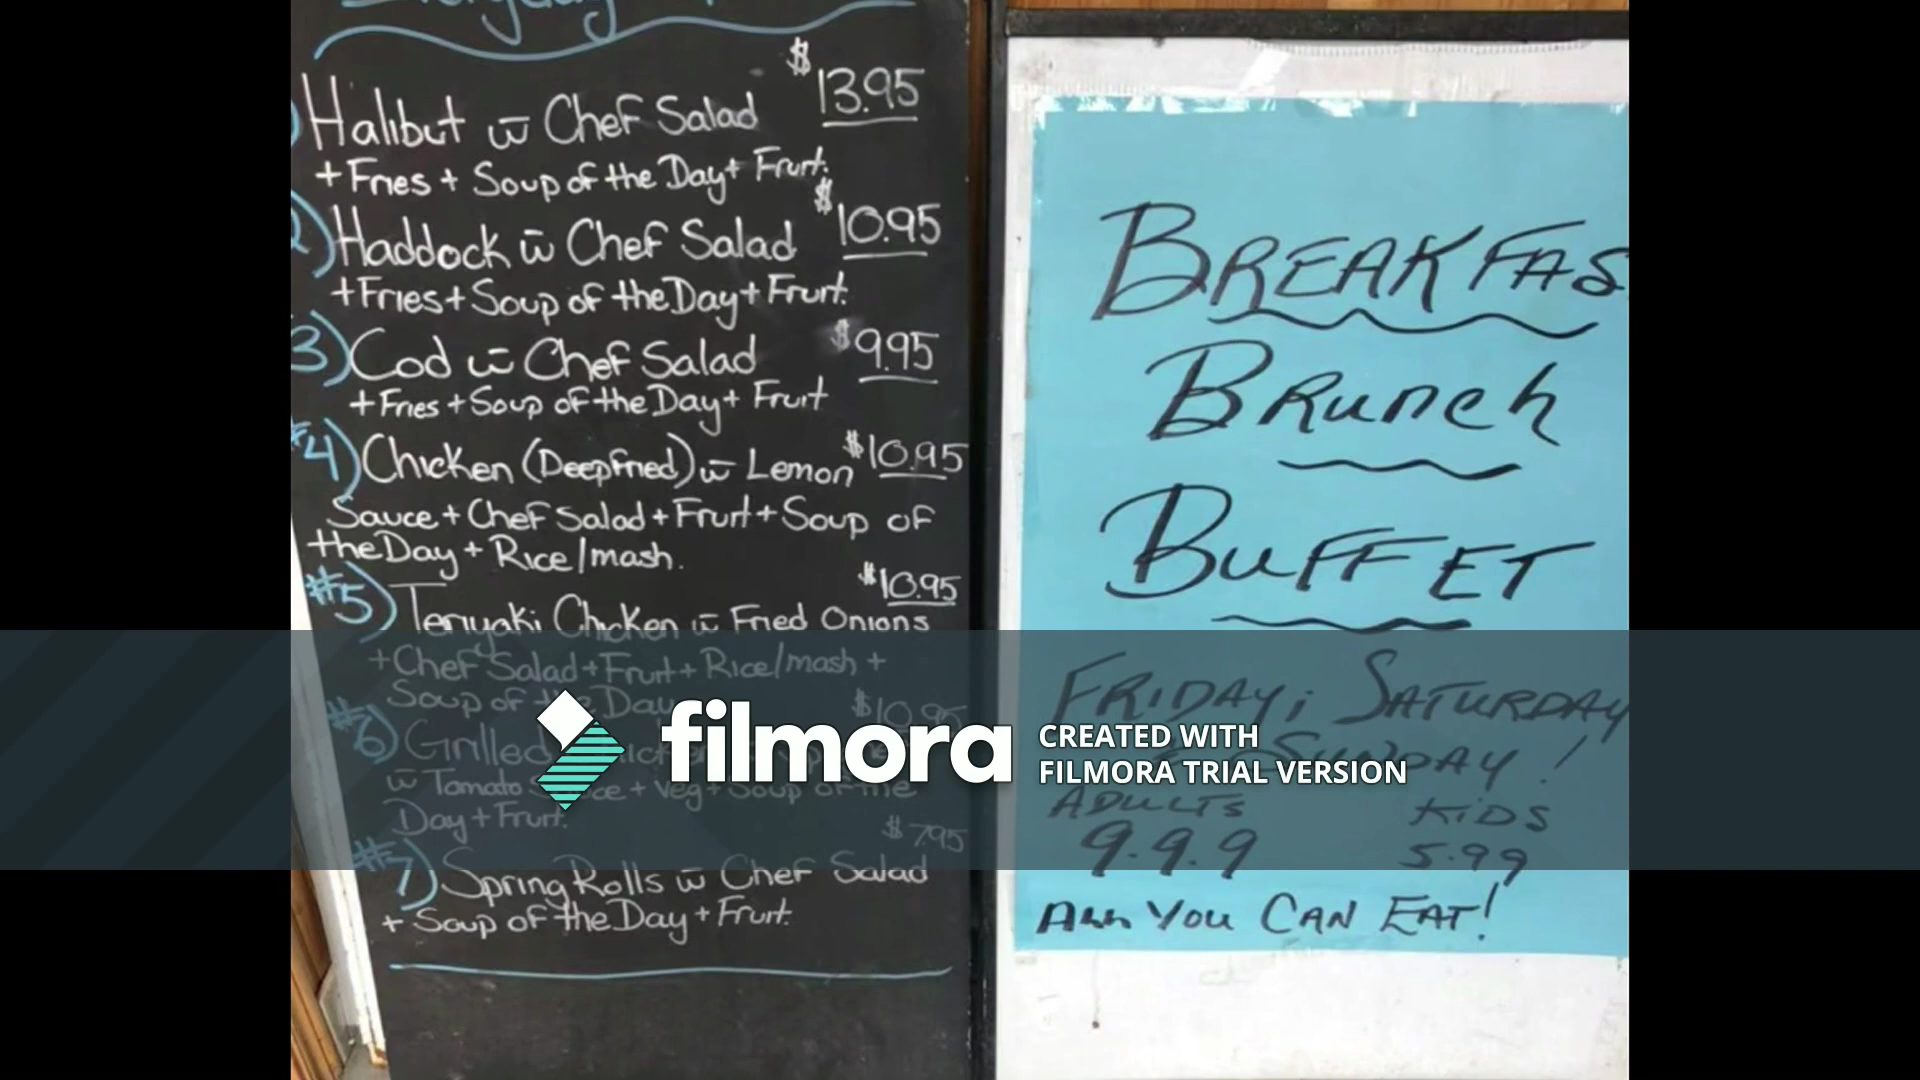 Everyday
$13.95
Halibut w̄ Chef Salad
+ Fries + Soup of the Day + Fruit.
$10.95
2) Haddock w̄ Chef Salad
+ Fries + Soup of the Day + Fruit.
3) Cod w̄ Chef Salad $9.95
+ Fries + Soup of the Day + Fruit
#4) Chicken (Deepfried) w̄ Lemon $10.95
Sauce + Chef Salad + Fruit + Soup of
the Day + Rice/mash.
$10.95
#5) Teriyaki Chicken w̄ Fried Onions
+ Chef Salad + Fruit + Rice/mash +
Soup of the Day
$10.95
#6) Grilled
w̄ Tomato Sauce + Veg + Soup of the
Day + Fruit.
$7.95
#7) Spring Rolls w̄ Chef Salad
+ Soup of the Day + Fruit.
BREAKFAS
BRunch
BuFFET
FRIDAY; SATURDAY
& SUNDAY!
ADULTS KiDS
9.9.9 5.99
ALL YOU CAN EAT!
filmora
CREATED WITH
FILMORA TRIAL VERSION